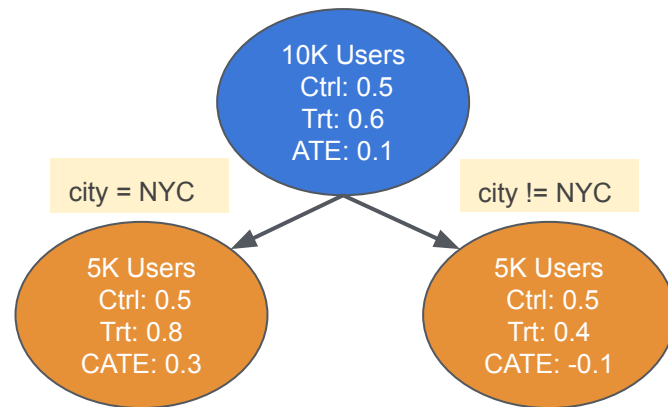 10K Users
Ctrl: 0.5
Trt: 0.6
ATE: 0.1
city = NYC
city != NYC
5K Users
Ctrl: 0.5
Trt: 0.8
CATE: 0.3
5K Users
Ctrl: 0.5
Trt: 0.4
CATE: -0.1